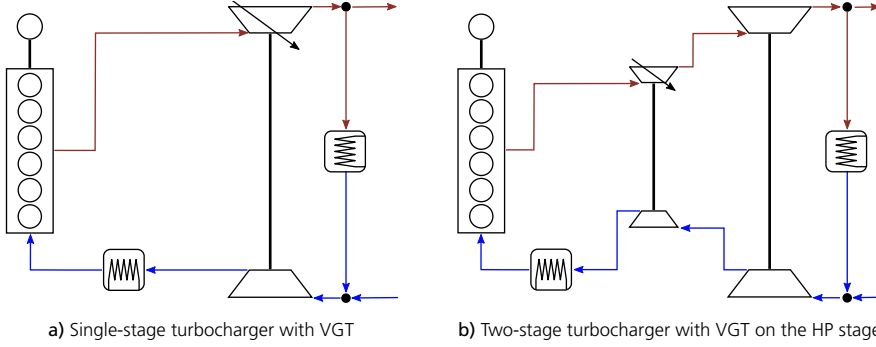 a) Single-stage turbocharger with VGT
b) Two-stage turbocharger with VGT on the HP stage